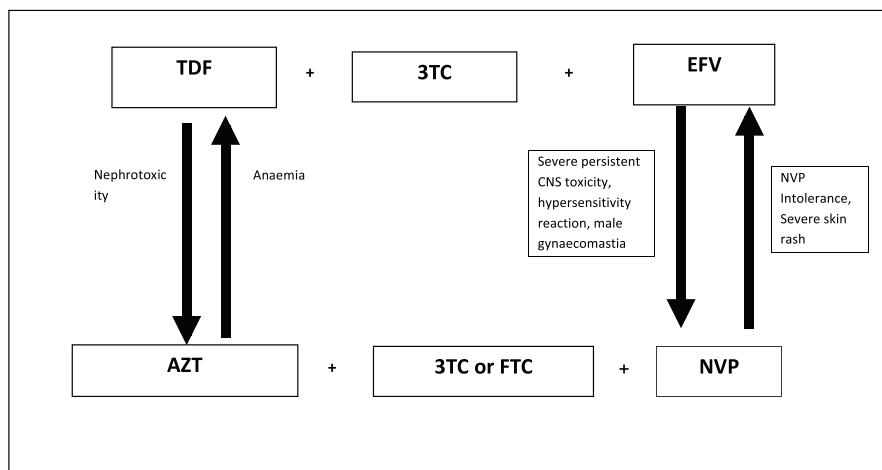 TDF + 3TC + EFV
Nephrotoxic
ity
Anaemia
Severe persistent
CNS toxicity,
hypersensitivity
reaction, male
gynaecomastia
NVP
Intolerance,
Severe skin
rash
AZT + 3TC or FTC + NVP